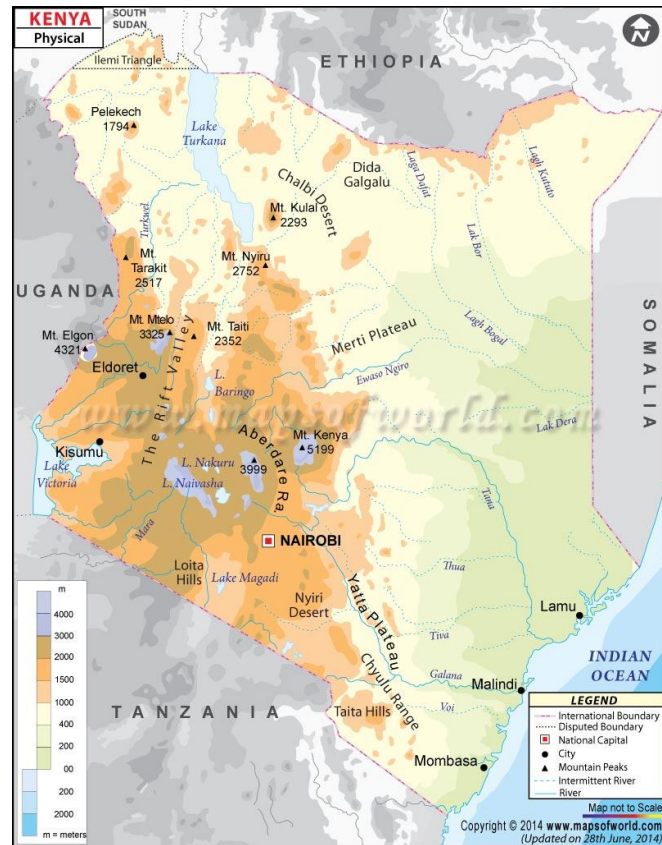 KENYA
Physical
SOUTH
SUDAN
ETHIOPIA
Ilemi Triangle
Pelekech
1794
Lake
Turkana
Dida
Galgalu
Laga Dafat
Lagh Kututo
Chalbi Desert
Mt. Kulal
2293
Turkwel
Lak Bor
Mt.
Tarakit
2517
Mt. Nyiru
2752
UGANDA
SOMALIA
Mt. Mtelo
3325
Mt. Taiti
2352
Lagh Bogal
Mt. Elgon
4321
Merti Plateau
Eldoret
The Rift Valley
L.
Baringo
Ewaso Ngiro
www.mapsofworld.com
Lak Dera
Kisumu
Aberdare Ra.
Mt. Kenya
5199
Lake
Victoria
L. Nakuru
3999
L. Naivasha
Tana
Mara
NAIROBI
Loita
Hills
Lake Magadi
Thua
Nyiri
Desert
Yatta Plateau
Lamu
Tiva
Chyulu Range
Galana
Malindi
INDIAN
OCEAN
TANZANIA
Taita Hills
Voi
Mombasa
m
4000
3000
2000
1000
400
200
00
200
2000
m = meters
LEGEND
International Boundary
Disputed Boundary
National Capital
City
Mountain Peaks
Intermittent River
River
Map not to Scale
Copyright © 2014 www.mapsofworld.com
(Updated on 28th June, 2014)